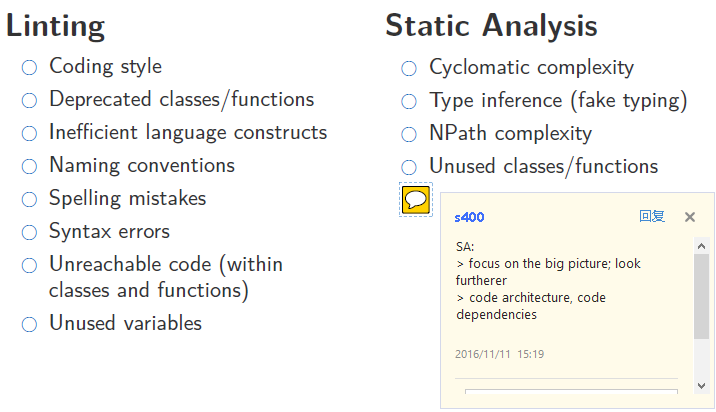 Linting
Coding style
Deprecated classes/functions
Inefficient language constructs
Naming conventions
Spelling mistakes
Syntax errors
Unreachable code (within
classes and functions)
Unused variables
Static Analysis
Cyclomatic complexity
Type inference (fake typing)
NPath complexity
Unused classes/functions
s400 回复
SA:
> focus on the big picture; look
furtherer
> code architecture, code
dependencies
2016/11/11 15:19